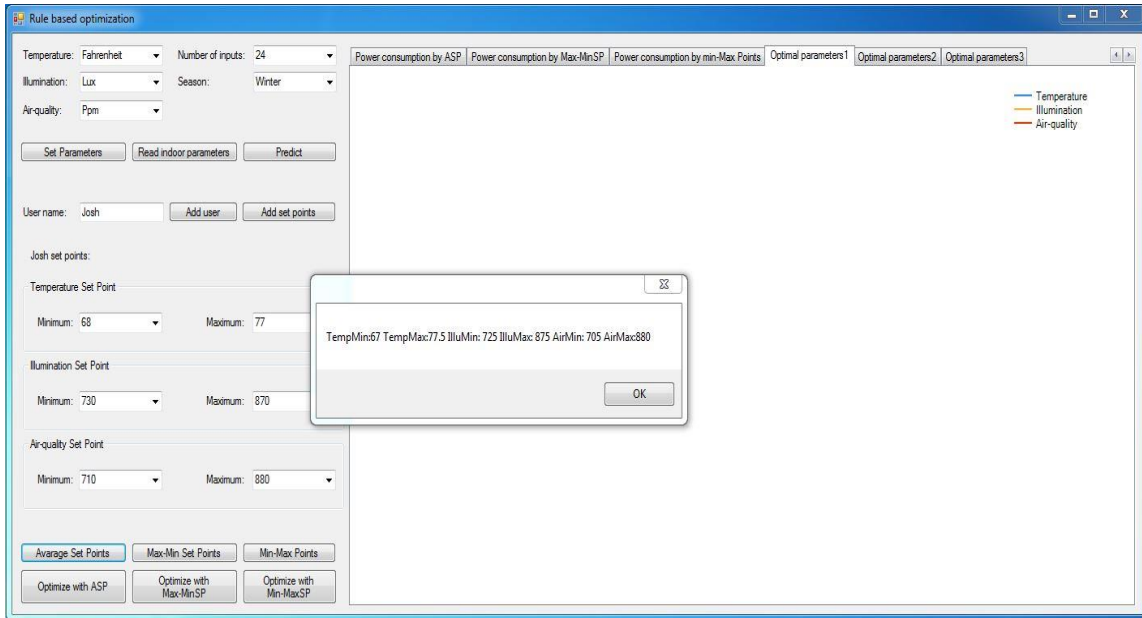 Rule based optimization
Temperature: Fahrenheit Number of inputs: 24
Illumination: Lux Season: Winter
Air-quality: Ppm
Set Parameters Read indoor parameters Predict
User name: Josh Add user Add set points
Josh set points:
Temperature Set Point
Minimum: 68 Maximum: 77
Illumination Set Point
Minimum: 730 Maximum: 870
Air-quality Set Point
Minimum: 710 Maximum: 880
Avarage Set Points Max-Min Set Points Min-Max Points
Optimize with ASP Optimize with Max-MinSP Optimize with Min-MaxSP
Power consumption by ASP Power consumption by Max-MinSP Power consumption by min-Max Points Optimal parameters1 Optimal parameters2 Optimal parameters3
Temperature
Illumination
Air-quality
TempMin:67 TempMax:77.5 IlluMin: 725 IlluMax: 875 AirMin: 705 AirMax:880
OK